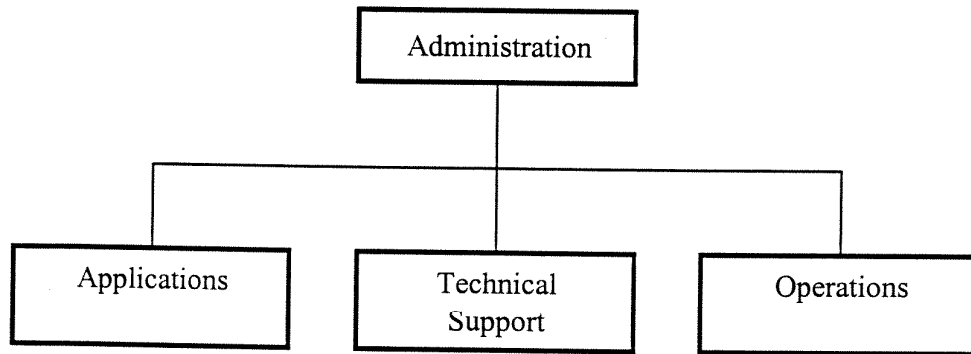 Administration
Applications
Technical
Support
Operations